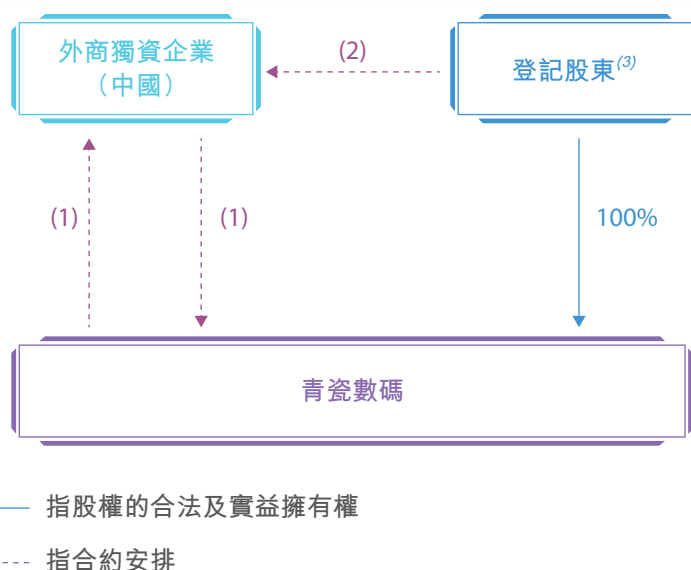 外商獨資企業
（中國）
(2)
登記股東(3)
(1)
(1)
100%
青瓷數碼
指股權的合法及實益擁有權
指合約安排